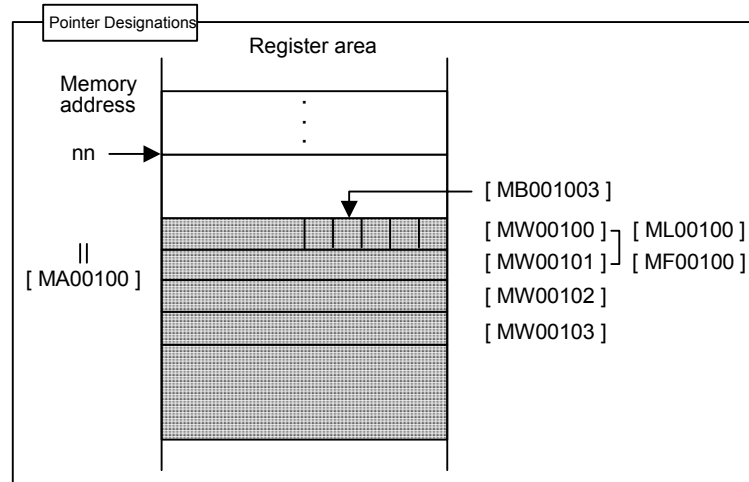 Pointer Designations
Register area
Memory
address
nn
[ MB001003 ]
[ MW00100 ] [ ML00100 ]
||
[ MW00101 ] [ MF00100 ]
[ MA00100 ]
[ MW00102 ]
[ MW00103 ]